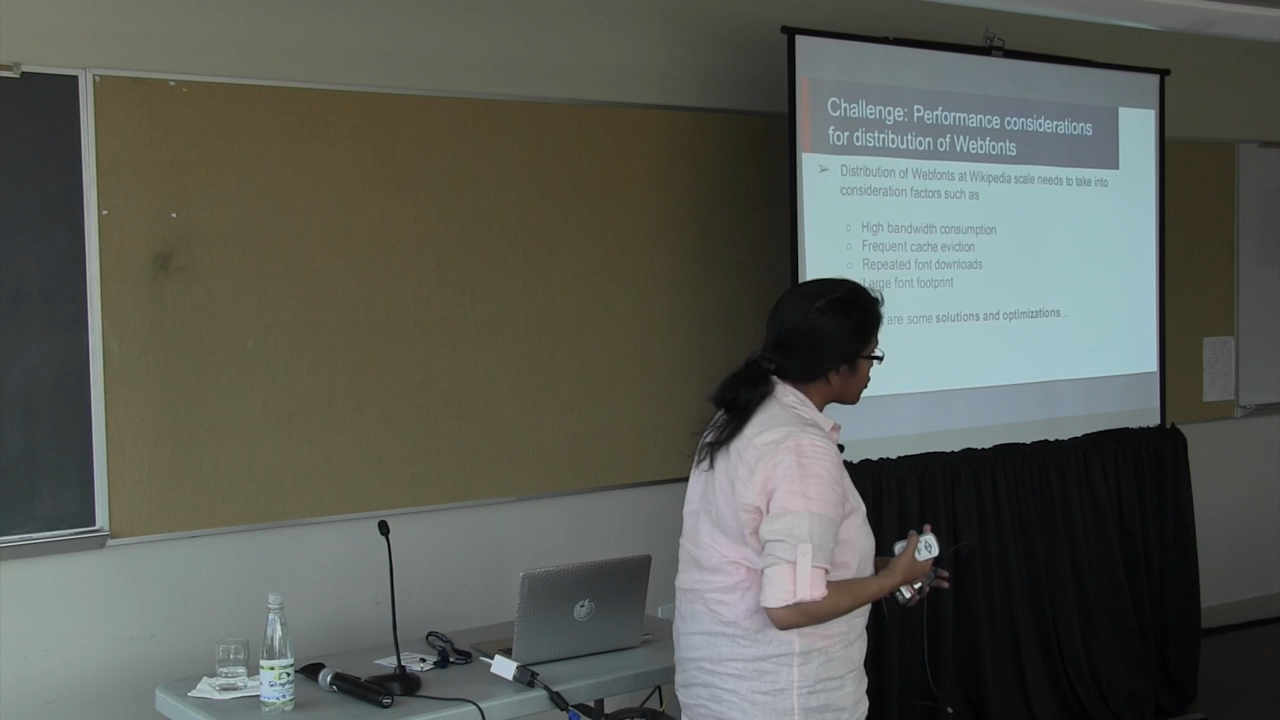 Challenge: Performance considerations
for distribution of Webfonts
➢ Distribution of Webfonts at Wikipedia scale needs to take into
consideration factors such as
○ High bandwidth consumption
○ Frequent cache eviction
○ Repeated font downloads
○ Large font footprint
are some solutions and optimizations...